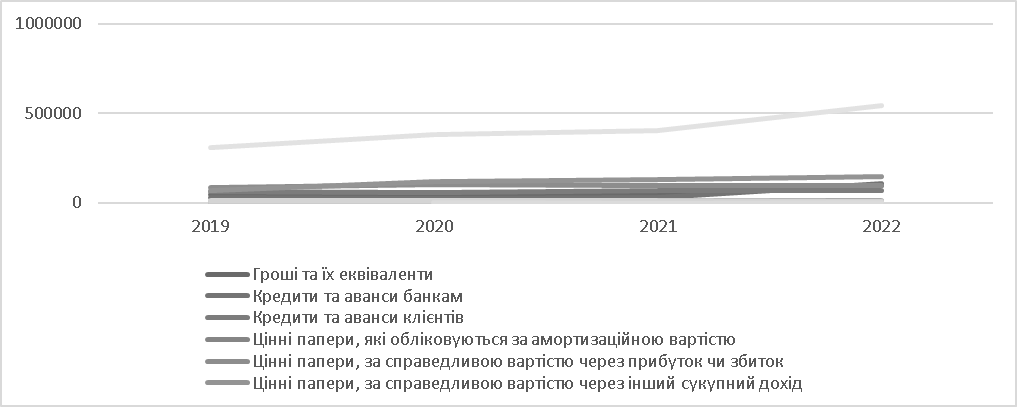 1000000
500000
0
2019 2020 2021 2022
Гроші та їх еквіваленти
Кредити та аванси банкам
Кредити та аванси клієнтів
Цінні папери, які обліковуються за амортизаційною вартістю
Цінні папери, за справедливою вартістю через прибуток чи збиток
Цінні папери, за справедливою вартістю через інший сукупний дохід